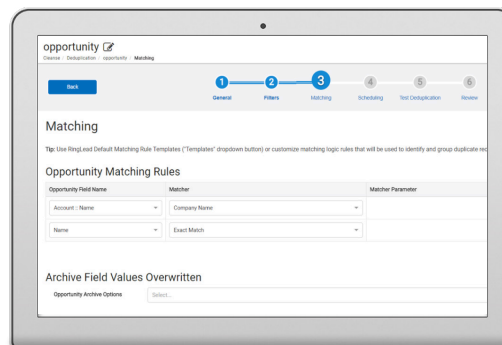 opportunity
Cleanse / Deduplication / opportunity / Matching
Back
1 2 3 4 5 6
General Filters Matching Scheduling Test Deduplication Review
Matching
Tip: Use RingLead Default Matching Rule Templates ("Templates" dropdown button) or customize matching logic rules that will be used to identify and group duplicate rec
Opportunity Matching Rules
Opportunity Field Name Matcher Matcher Parameter
Account :: Name Company Name
Name Exact Match
Archive Field Values Overwritten
Opportunity Archive Options Select...